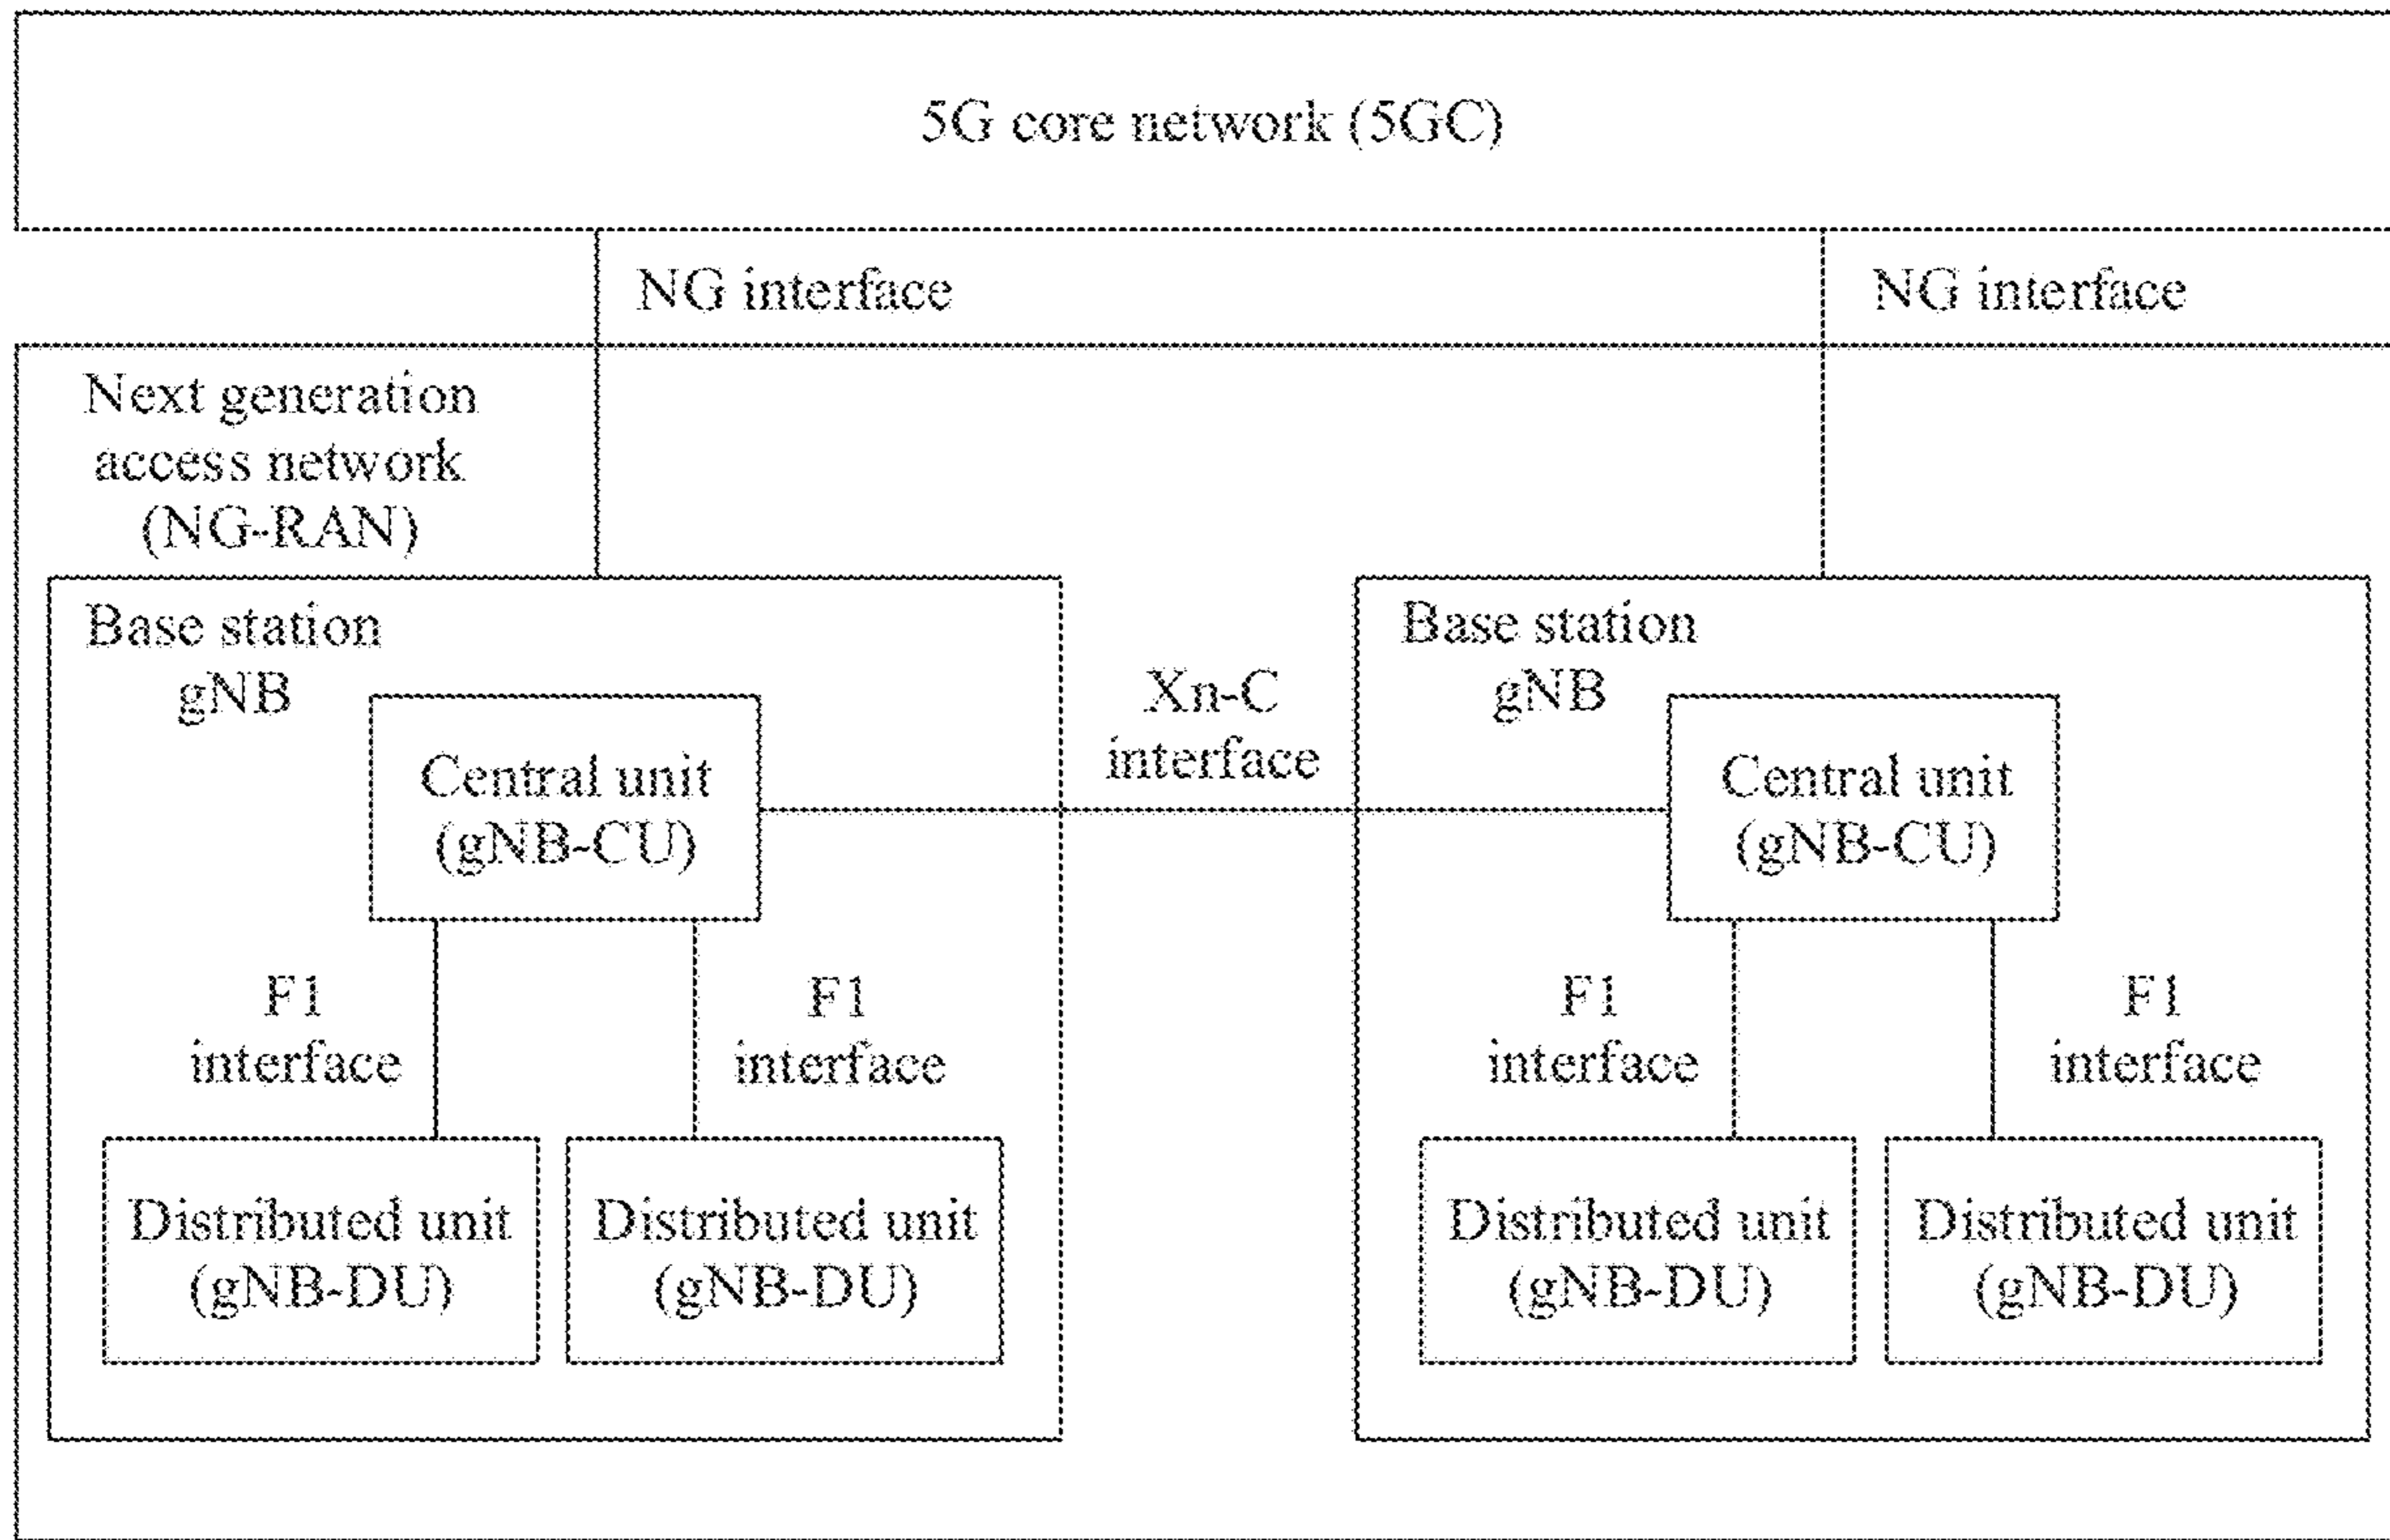 5G core network (5GC)
NG interface
NG interface
Next generation
access network
(NG-RAN)
Base station
gNB
Central unit
(gNB-CU)
F1
interface
F1
interface
Distributed unit
(gNB-DU)
Distributed unit
(gNB-DU)
Xn-C
interface
Base station
gNB
Central unit
(gNB-CU)
F1
interface
F1
interface
Distributed unit
(gNB-DU)
Distributed unit
(gNB-DU)